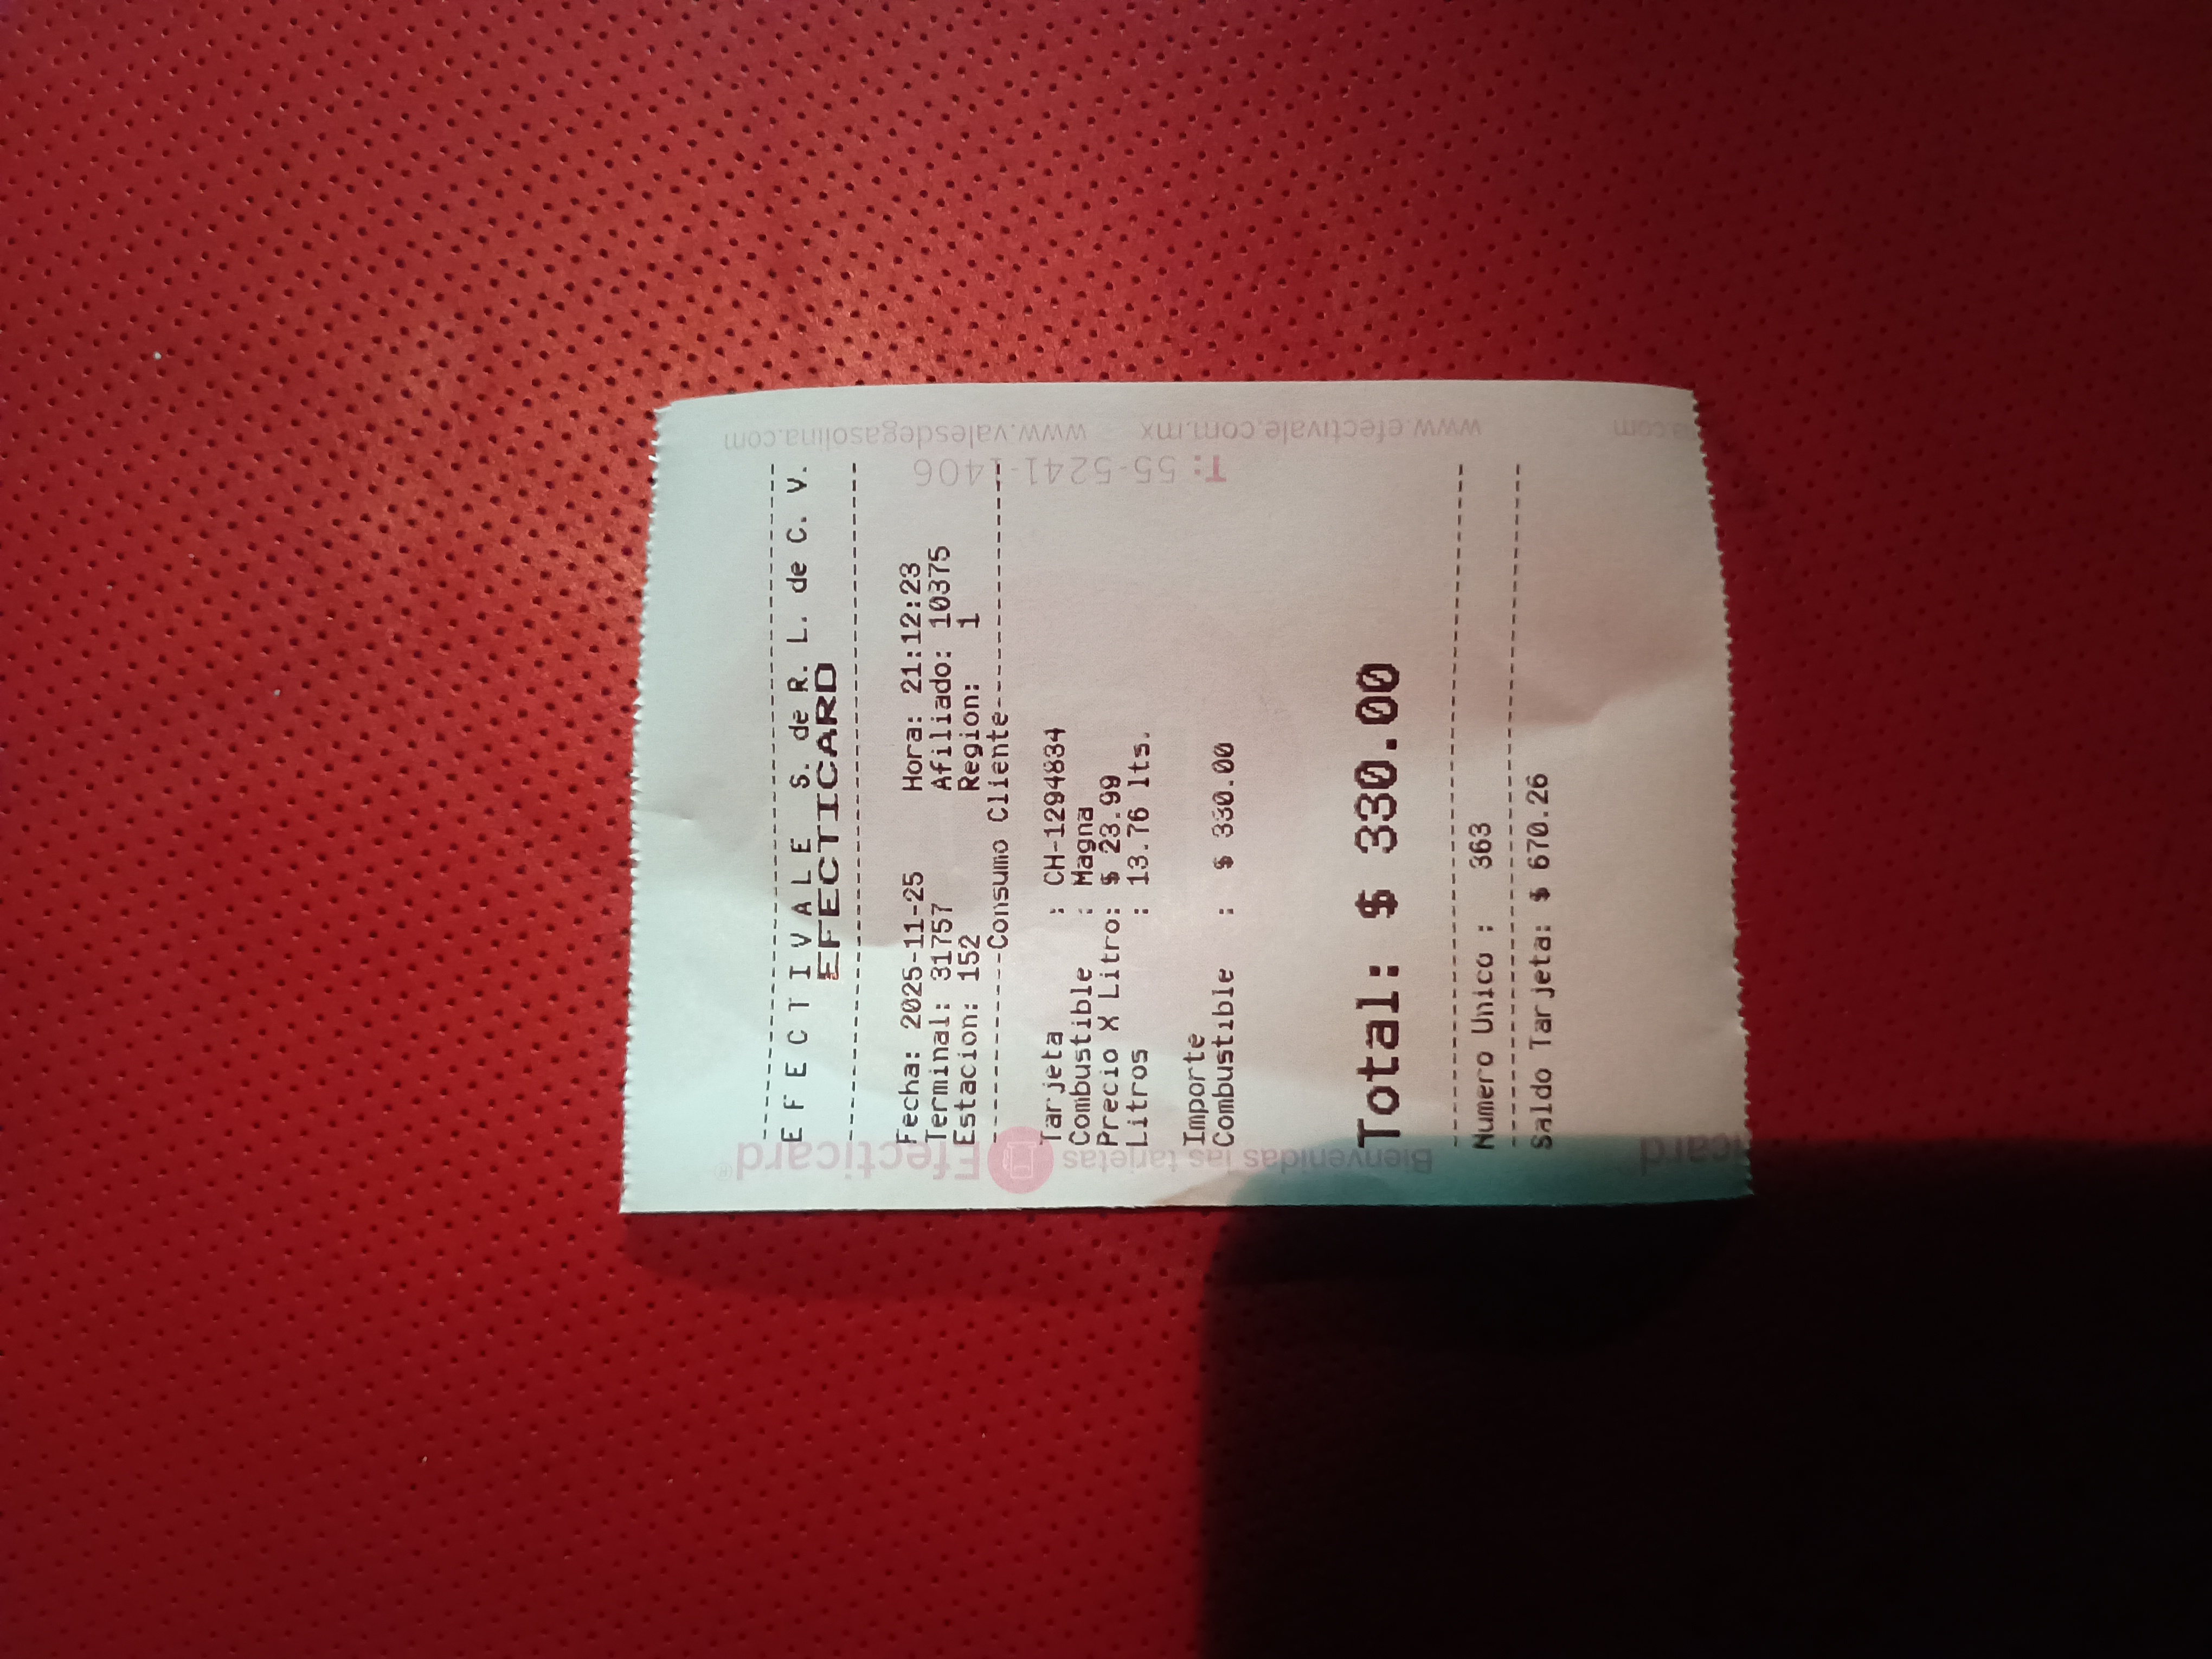 E F E C T I V A L E  S. de R. L. de C. V.
EFECTICARD
Fecha: 2025-11-25 Hora: 21:12:23
Terminal: 31757 Afiliado: 10375
Estacion: 152 Region: 1
Consumo Cliente
Tarjeta : CH-1294834
Combustible : Magna
Precio X Litro: $ 23.99
Litros : 13.76 lts.
Importe
Combustible : $ 330.00
Total: $ 330.00
Numero Unico : 363
Saldo Tarjeta: $ 670.26
Efecticard®
Bienvenidas las tarjetas
T: 55-5241-1406
www.efectivale.com.mx www.valesdegasolina.com